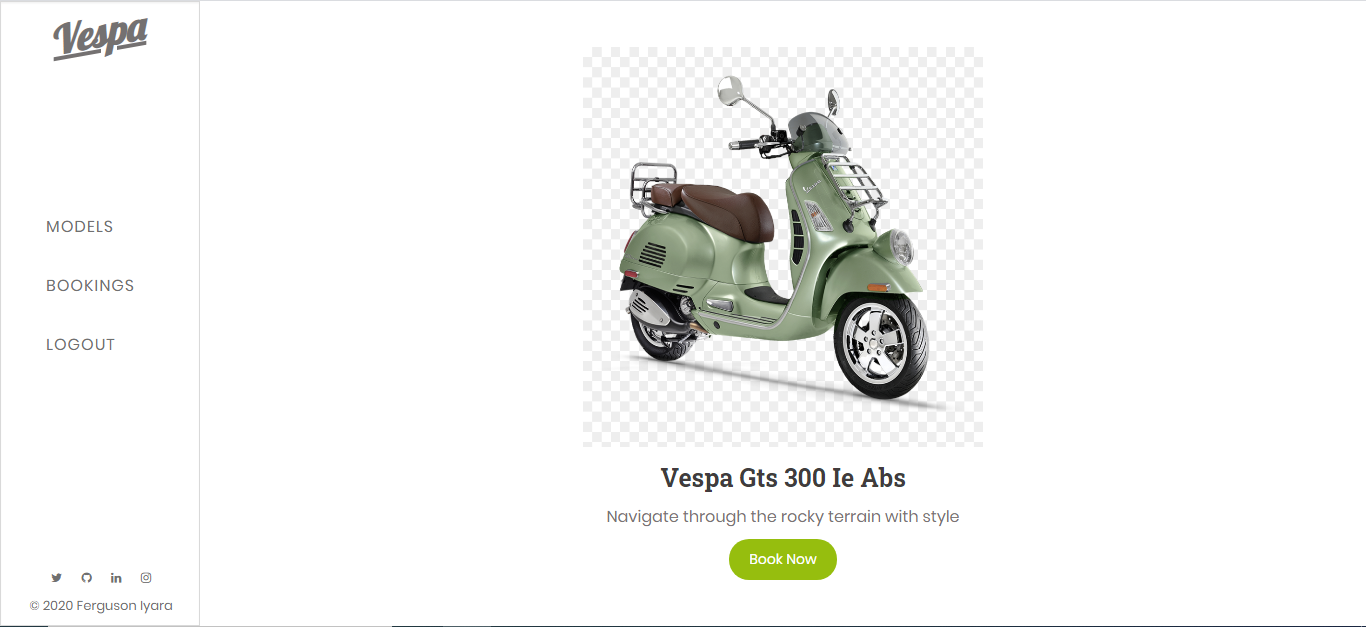 Vespa
MODELS
BOOKINGS
LOGOUT
© 2020 Ferguson Iyara
Vespa
Vespa Gts 300 Ie Abs
Navigate through the rocky terrain with style
Book Now